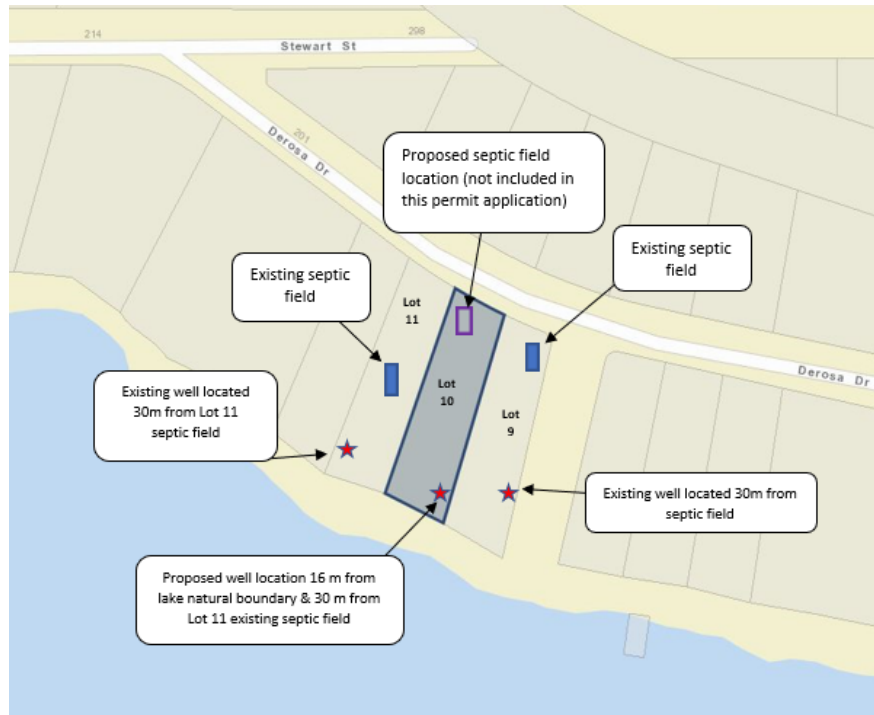 214
298
Stewart St
201
Derosa Dr
Proposed septic field
location (not included in
this permit application)
Existing septic
field
Existing septic
field
Lot
11
Lot
10
Lot
9
Derosa Dr
Existing well located
30m from Lot 11
septic field
Existing well located 30m from
septic field
Proposed well location 16 m from
lake natural boundary & 30 m from
Lot 11 existing septic field